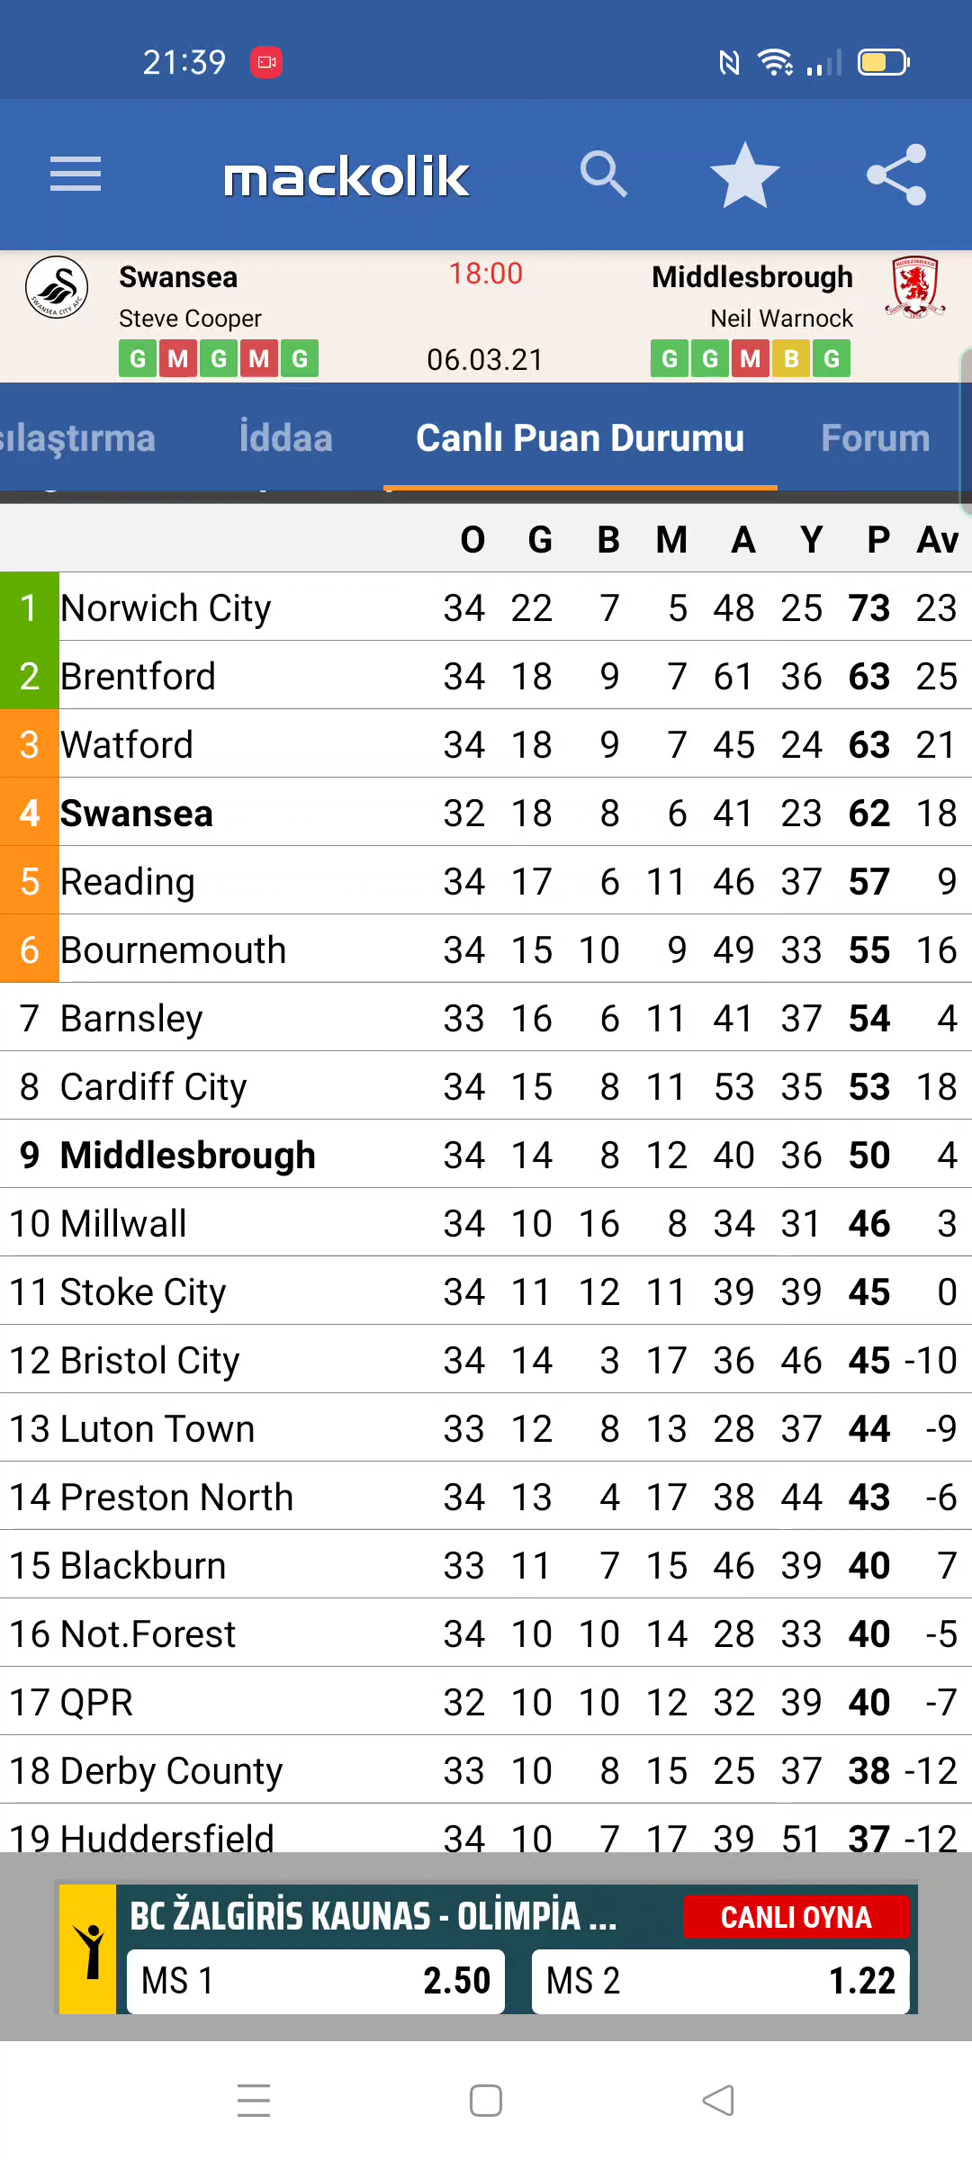 21:39
mackolik
Swansea 18:00 Middlesbrough
Steve Cooper Neil Warnock
G M G M G 06.03.21 G G M B G
sılaştırma İddaa Canlı Puan Durumu Forum
O G B M A Y P Av
1 Norwich City 34 22 7 5 48 25 73 23
2 Brentford 34 18 9 7 61 36 63 25
3 Watford 34 18 9 7 45 24 63 21
4 Swansea 32 18 8 6 41 23 62 18
5 Reading 34 17 6 11 46 37 57 9
6 Bournemouth 34 15 10 9 49 33 55 16
7 Barnsley 33 16 6 11 41 37 54 4
8 Cardiff City 34 15 8 11 53 35 53 18
9 Middlesbrough 34 14 8 12 40 36 50 4
10 Millwall 34 10 16 8 34 31 46 3
11 Stoke City 34 11 12 11 39 39 45 0
12 Bristol City 34 14 3 17 36 46 45 -10
13 Luton Town 33 12 8 13 28 37 44 -9
14 Preston North 34 13 4 17 38 44 43 -6
15 Blackburn 33 11 7 15 46 39 40 7
16 Not.Forest 34 10 10 14 28 33 40 -5
17 QPR 32 10 10 12 32 39 40 -7
18 Derby County 33 10 8 15 25 37 38 -12
19 Huddersfield 34 10 7 17 39 51 37 -12
BC ŽALGİRİS KAUNAS - OLİMPİA ... CANLI OYNA
MS 1 2.50 MS 2 1.22